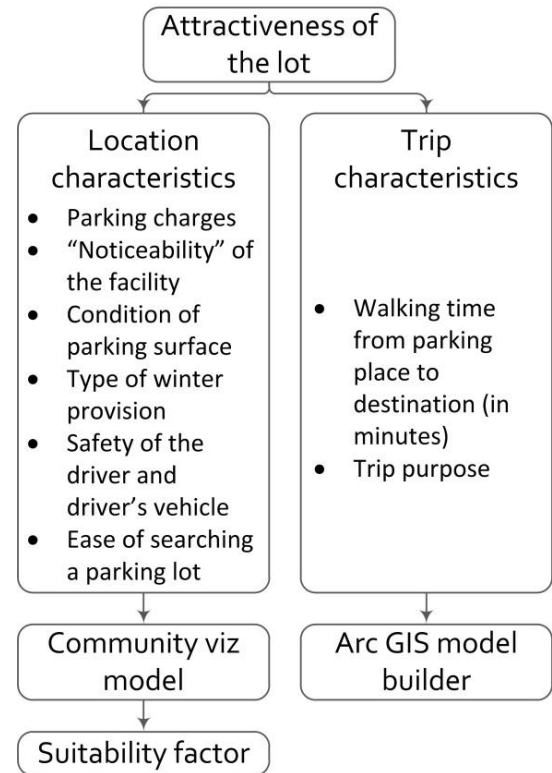 Attractiveness of
the lot
Location
characteristics
• Parking charges
• “Noticeability” of
the facility
• Condition of
parking surface
• Type of winter
provision
• Safety of the
driver and
driver’s vehicle
• Ease of searching
a parking lot
Trip
characteristics
• Walking time
from parking
place to
destination (in
minutes)
• Trip purpose
Community viz
model
Arc GIS model
builder
Suitability factor